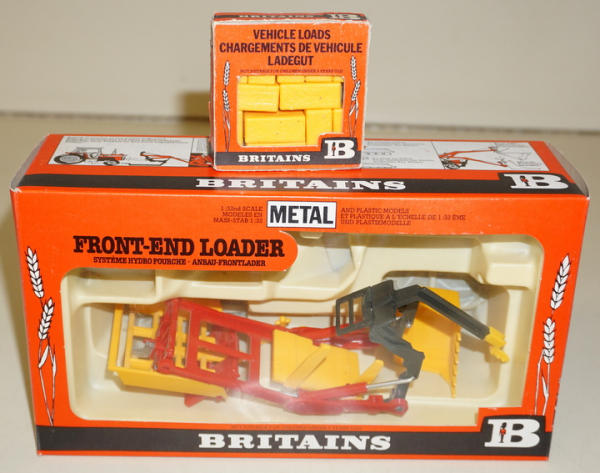 VEHICLE LOADS
CHARGEMENTS DE VEHICULE
LADEGUT
BRITAINS
B
BRITAINS
B
1:32nd SCALE
MODELES EN
MASS-STAB 1:32
METAL
AND PLASTIC MODELS
ET PLASTIQUE A L'ECHELLE DE 1:32 EME
UND PLASTIKMODELLE
FRONT-END LOADER
SYSTÈME HYDRO FOURCHE - ANBAU-FRONTLADER
BRITAINS
B